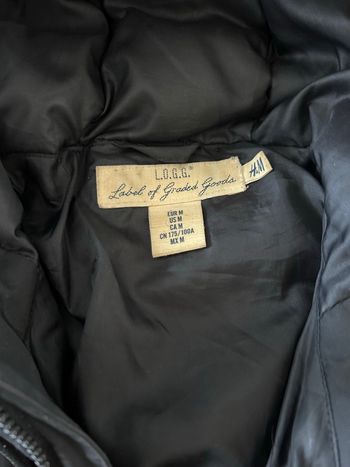 L.O.G.G.®
Label of Graded Goods
H&M
EUR M
US M
CA M
CN 175/100A
MX M